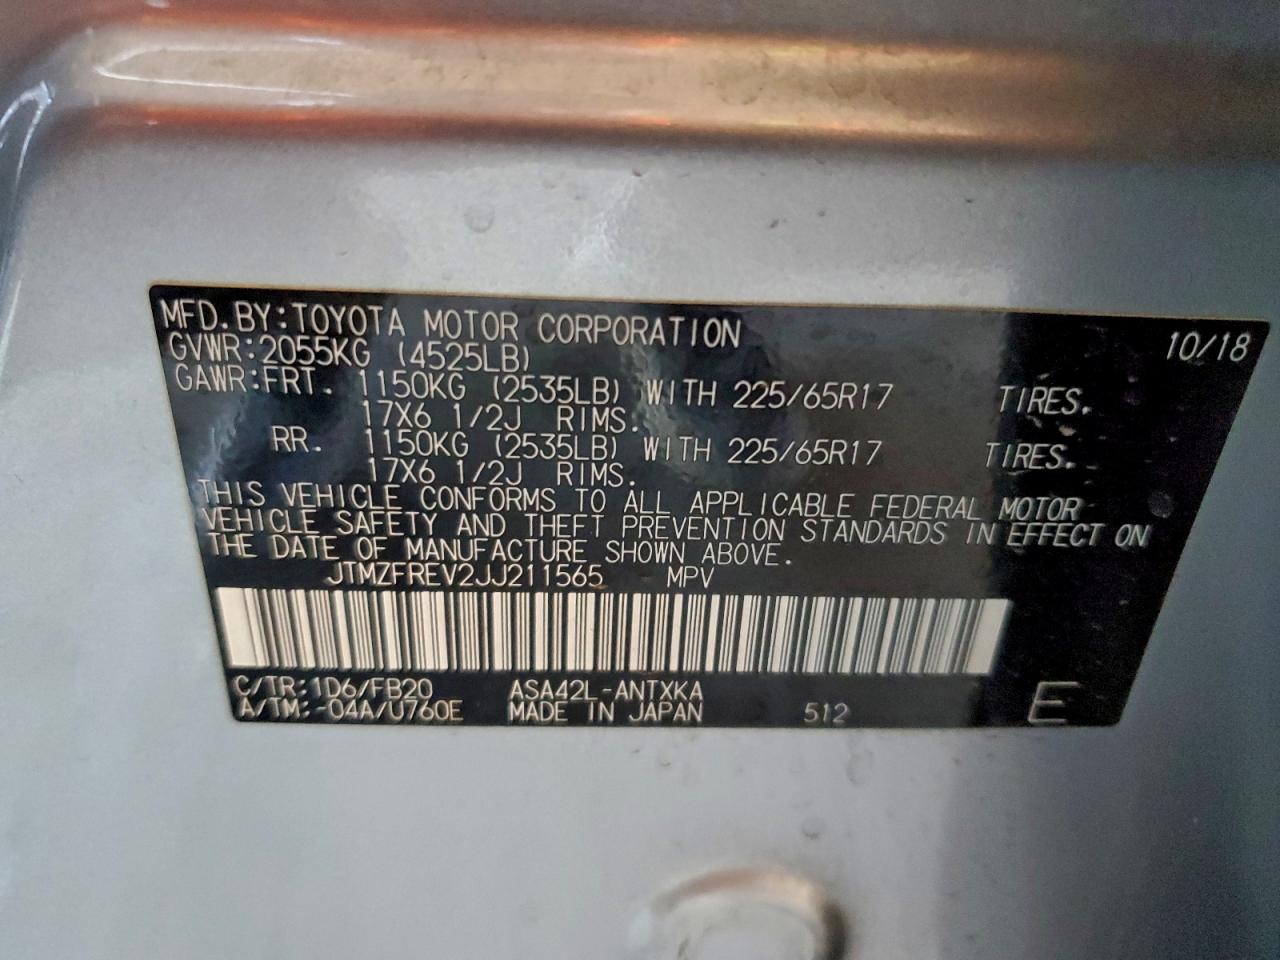 MFD. BY: TOYOTA MOTOR CORPORATION 10/18
GVWR: 2055KG (4525LB)
GAWR: FRT. 1150KG (2535LB) WITH 225/65R17 TIRES.
17X6 1/2J RIMS.
RR. 1150KG (2535LB) WITH 225/65R17 TIRES.
17X6 1/2J RIMS.
THIS VEHICLE CONFORMS TO ALL APPLICABLE FEDERAL MOTOR
VEHICLE SAFETY AND THEFT PREVENTION STANDARDS IN EFFECT ON
THE DATE OF MANUFACTURE SHOWN ABOVE.
JTMZFREV2JJ211565 MPV
C/TR: 1D6/FB20 ASA42L-ANTXKA
A/TM: -04A/U760E MADE IN JAPAN 512 E